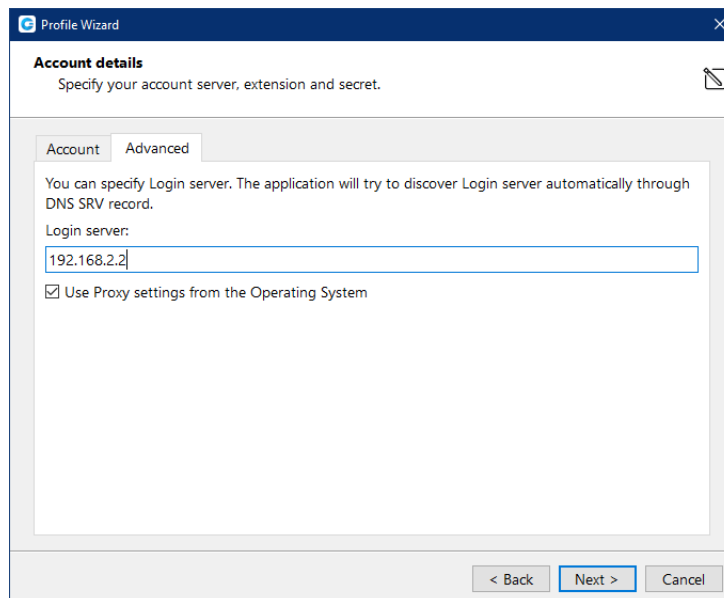 Profile Wizard
Account details
Specify your account server, extension and secret.
Account
Advanced
You can specify Login server. The application will try to discover Login server automatically through
DNS SRV record.
Login server:
192.168.2.2
Use Proxy settings from the Operating System
< Back
Next >
Cancel